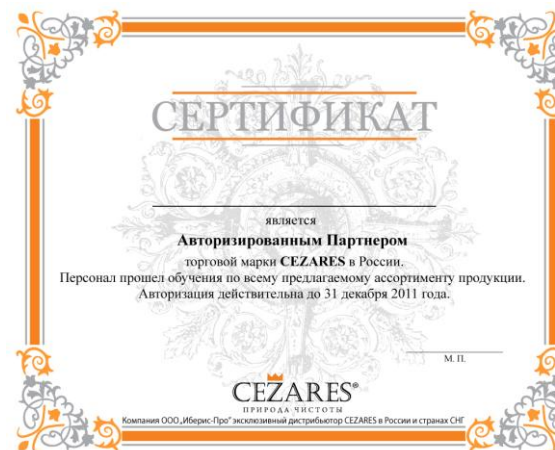 СЕРТИФИКАТ
является
Авторизированным Партнером
торговой марки CEZARES в России.
Персонал прошел обучения по всему предлагаемому ассортименту продукции.
Авторизация действительна до 31 декабря 2011 года.
М. П.
CEZARES®
ПРИРОДА ЧИСТОТЫ
Компания ООО „Иберис-Про" эксклюзивный дистрибьютор CEZARES в России и странах СНГ